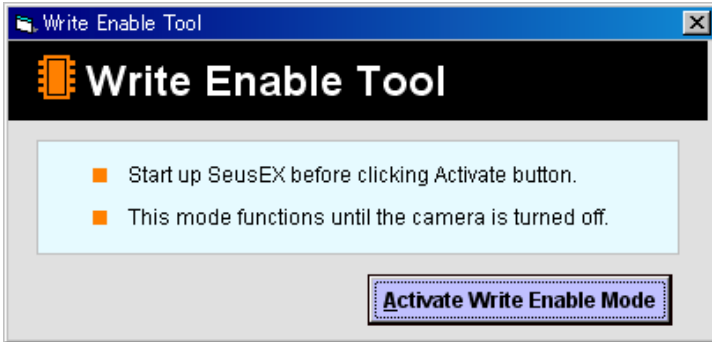 Write Enable Tool
Write Enable Tool
Start up SeusEX before clicking Activate button.
This mode functions until the camera is turned off.
Activate Write Enable Mode